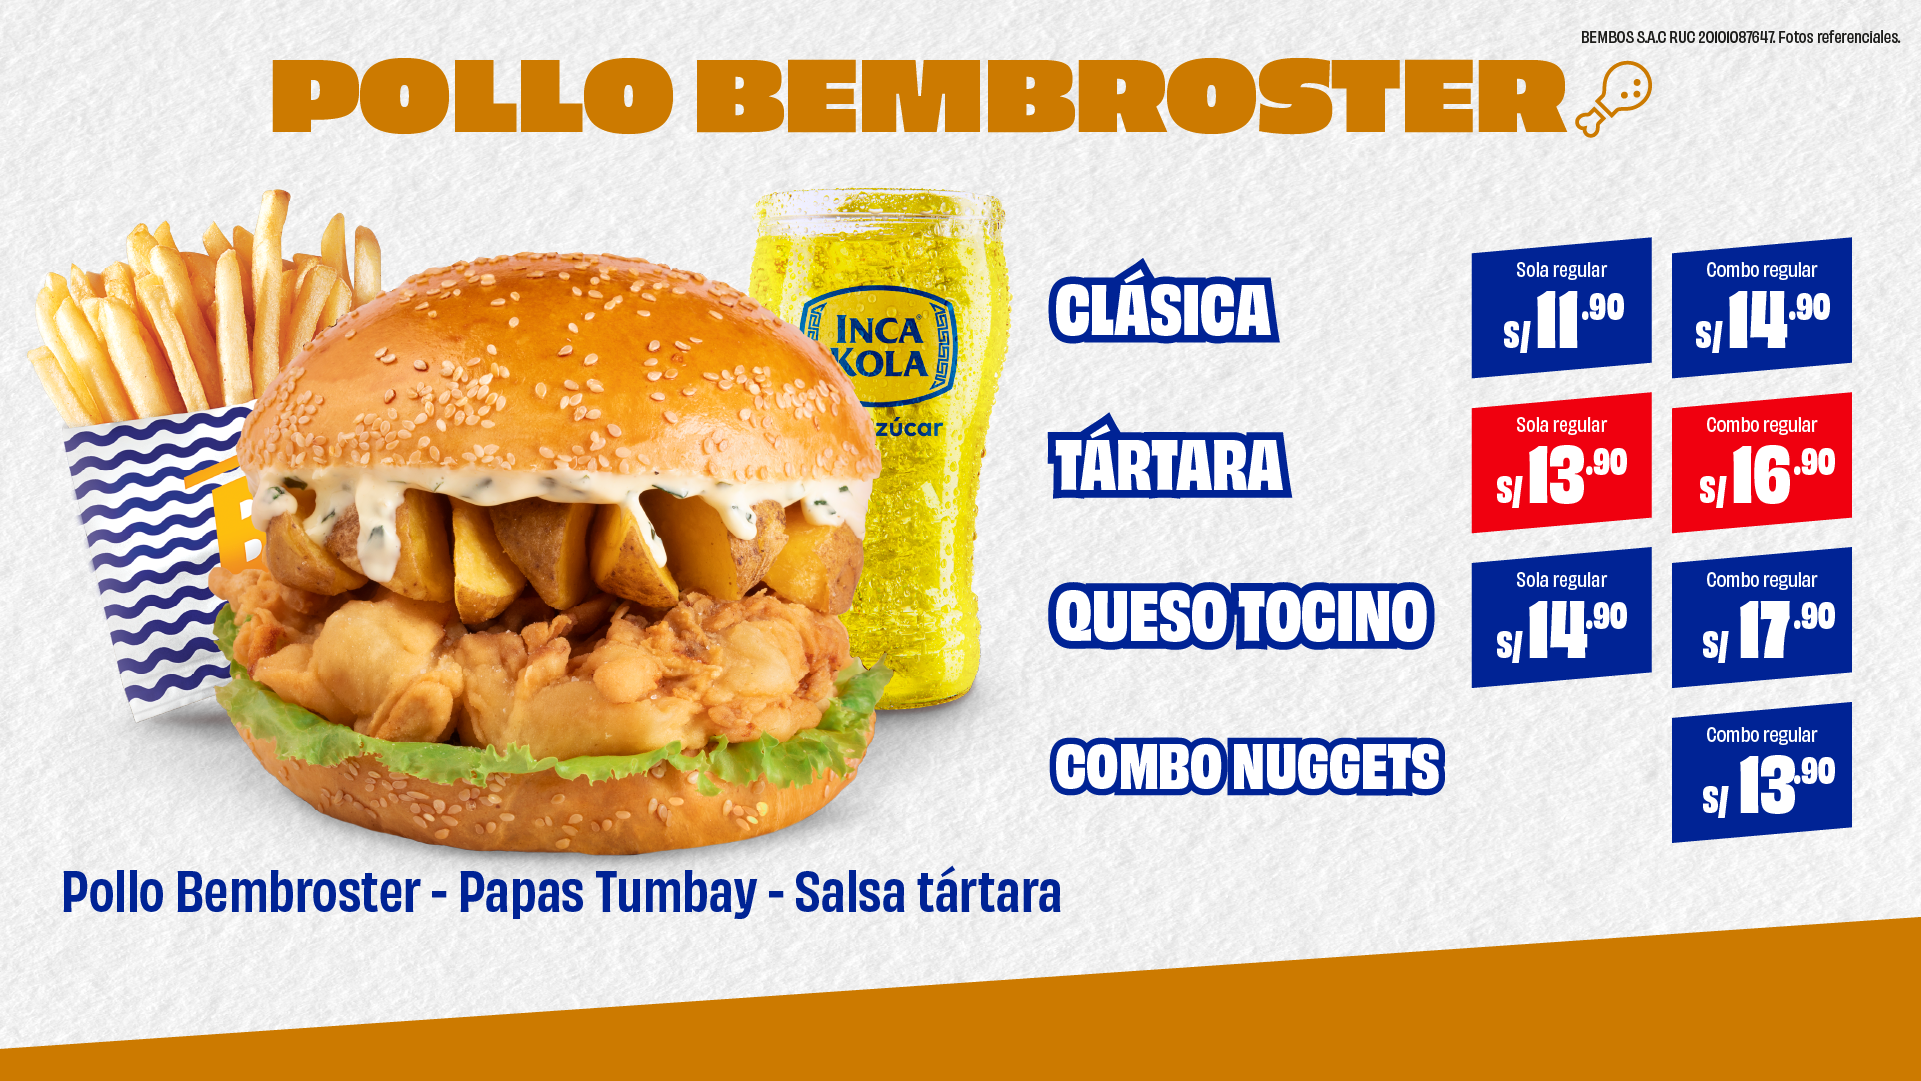 BEMBOS S.A.C RUC 20101087647. Fotos referenciales.
POLLO BEMBROSTER
INCA
KOLA
zúcar
B
CLÁSICA
Sola regular
S/ 11.90
Combo regular
S/ 14.90
TÁRTARA
Sola regular
S/ 13.90
Combo regular
S/ 16.90
QUESO TOCINO
Sola regular
S/ 14.90
Combo regular
S/ 17.90
COMBO NUGGETS
Combo regular
S/ 13.90
Pollo Bembroster - Papas Tumbay - Salsa tártara